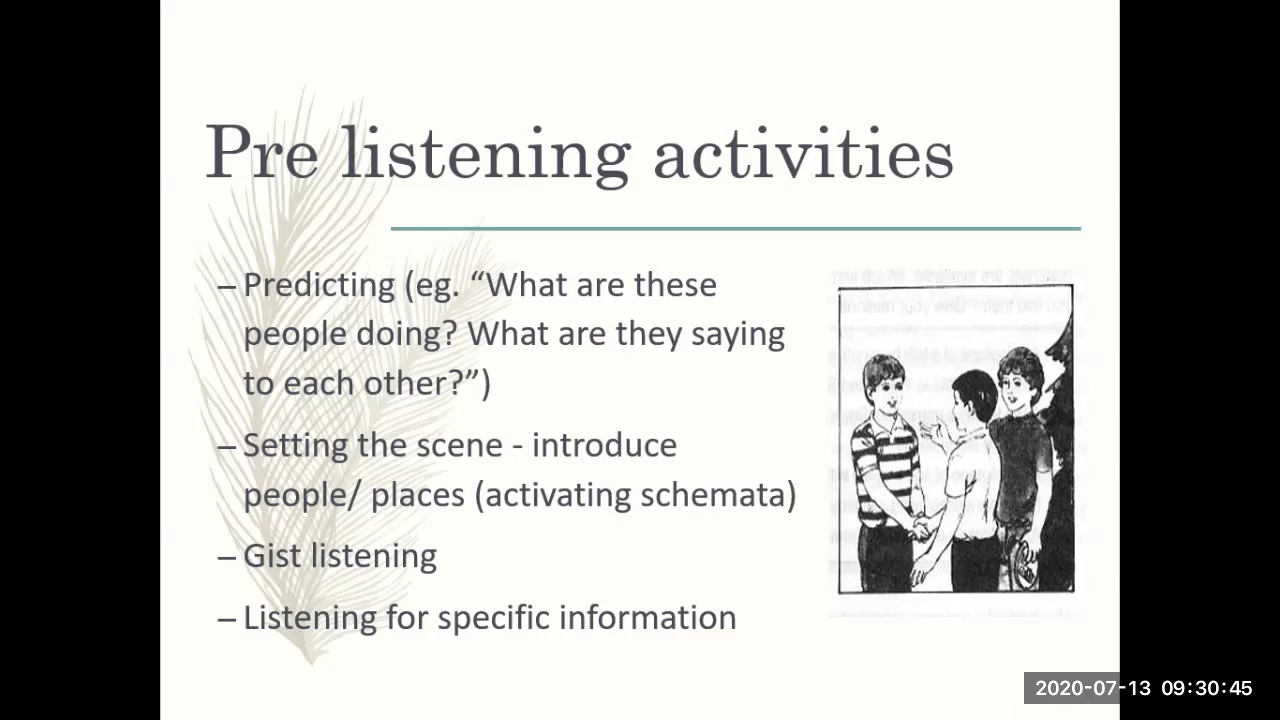 Pre listening activities
– Predicting (eg. “What are these
people doing? What are they saying
to each other?”)
– Setting the scene - introduce
people/ places (activating schemata)
– Gist listening
– Listening for specific information
2020-07-13 09:30:45